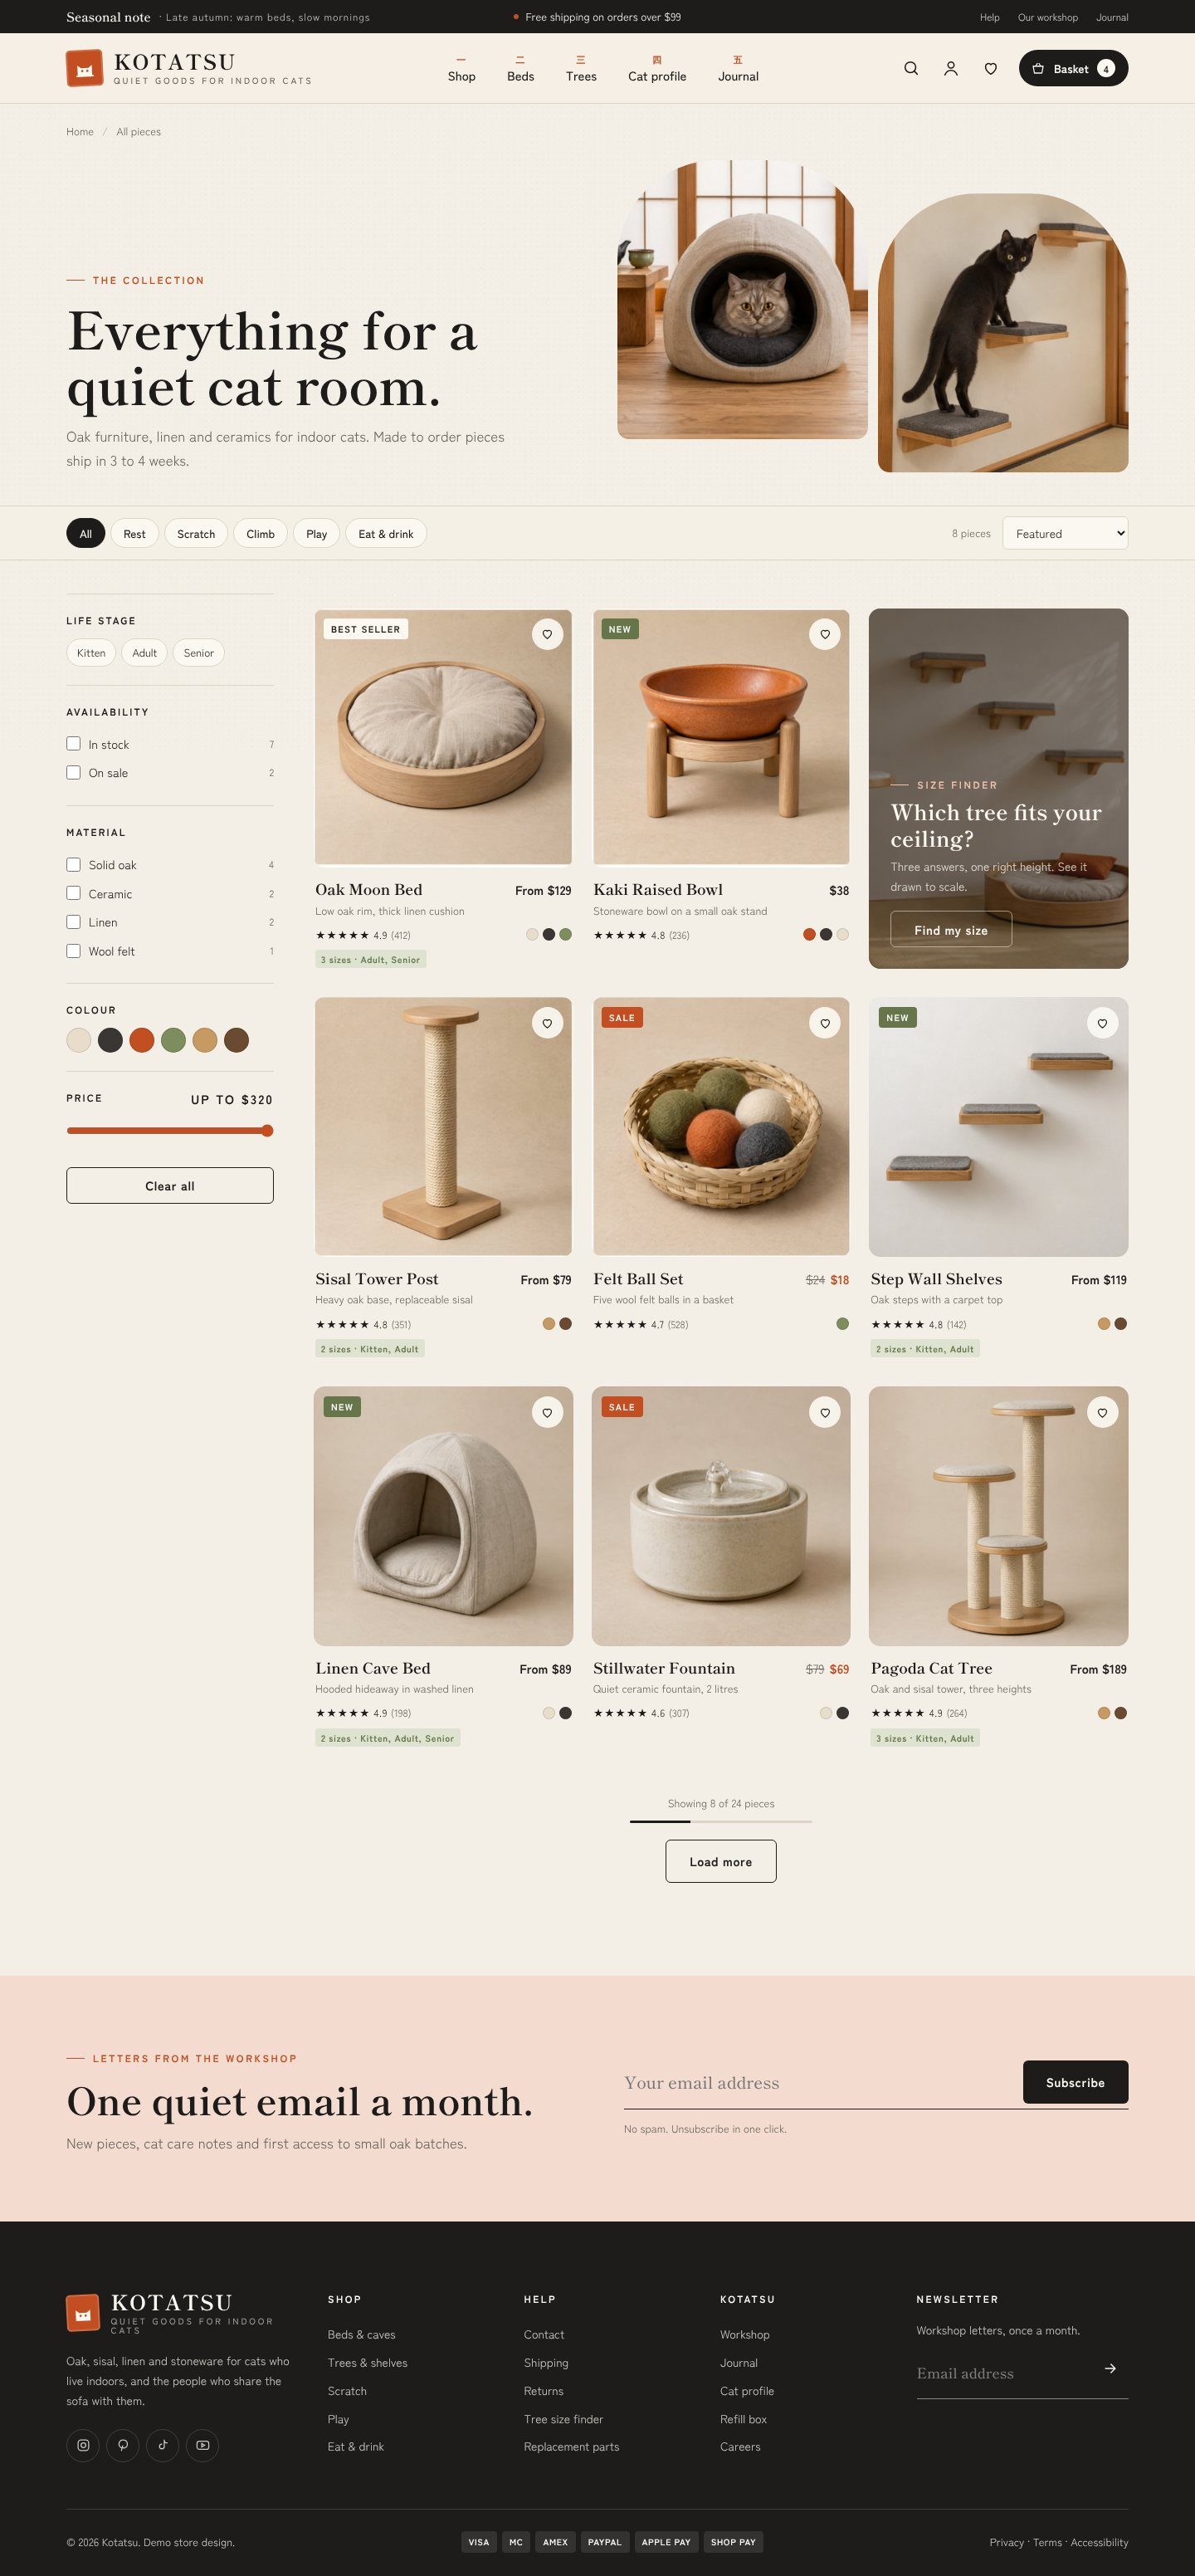 Seasonal note · Late autumn: warm beds, slow mornings
Free shipping on orders over $99
Help Our workshop Journal
KOTATSU
QUIET GOODS FOR INDOOR CATS
一 二 三 四 五
Shop Beds Trees Cat profile Journal
Basket 4
Home / All pieces
THE COLLECTION
Everything for a
quiet cat room.
Oak furniture, linen and ceramics for indoor cats. Made to order pieces
ship in 3 to 4 weeks.
All Rest Scratch Climb Play Eat & drink
8 pieces Featured
LIFE STAGE
Kitten Adult Senior
AVAILABILITY
In stock 7
On sale 2
MATERIAL
Solid oak 4
Ceramic 2
Linen 2
Wool felt 1
COLOUR
PRICE UP TO $320
Clear all
BEST SELLER
Oak Moon Bed From $129
Low oak rim, thick linen cushion
★★★★★ 4.9 (412)
3 sizes · Adult, Senior
NEW
Kaki Raised Bowl $38
Stoneware bowl on a small oak stand
★★★★★ 4.8 (236)
SIZE FINDER
Which tree fits your
ceiling?
Three answers, one right height. See it
drawn to scale.
Find my size
Sisal Tower Post From $79
Heavy oak base, replaceable sisal
★★★★★ 4.8 (351)
2 sizes · Kitten, Adult
SALE
Felt Ball Set $24 $18
Five wool felt balls in a basket
★★★★★ 4.7 (528)
NEW
Step Wall Shelves From $119
Oak steps with a carpet top
★★★★★ 4.8 (142)
2 sizes · Kitten, Adult
NEW
Linen Cave Bed From $89
Hooded hideaway in washed linen
★★★★★ 4.9 (198)
2 sizes · Kitten, Adult, Senior
SALE
Stillwater Fountain $79 $69
Quiet ceramic fountain, 2 litres
★★★★★ 4.6 (307)
Pagoda Cat Tree From $189
Oak and sisal tower, three heights
★★★★★ 4.9 (264)
3 sizes · Kitten, Adult
Showing 8 of 24 pieces
Load more
LETTERS FROM THE WORKSHOP
One quiet email a month.
New pieces, cat care notes and first access to small oak batches.
Your email address Subscribe
No spam. Unsubscribe in one click.
KOTATSU
QUIET GOODS FOR INDOOR
CATS
Oak, sisal, linen and stoneware for cats who
live indoors, and the people who share the
sofa with them.
SHOP
Beds & caves
Trees & shelves
Scratch
Play
Eat & drink
HELP
Contact
Shipping
Returns
Tree size finder
Replacement parts
KOTATSU
Workshop
Journal
Cat profile
Refill box
Careers
NEWSLETTER
Workshop letters, once a month.
Email address
© 2026 Kotatsu. Demo store design.
VISA MC AMEX PAYPAL APPLE PAY SHOP PAY
Privacy · Terms · Accessibility